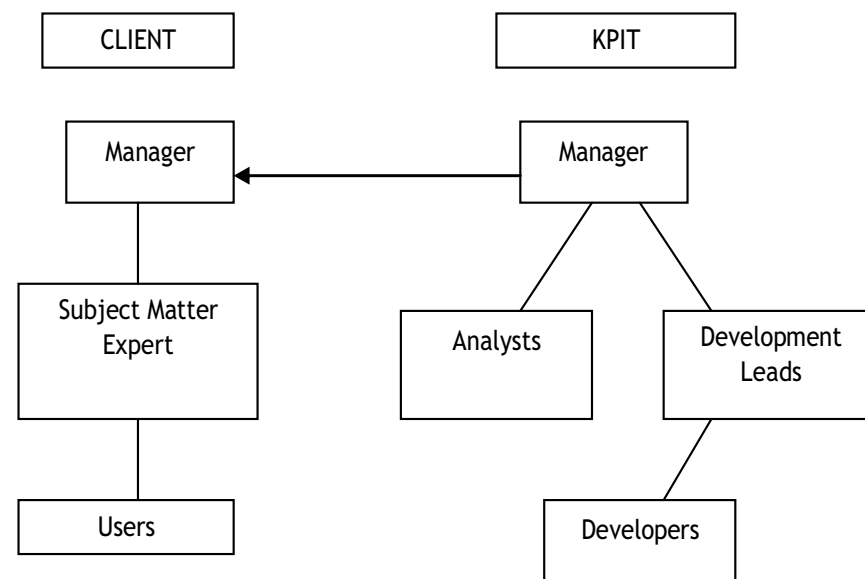 CLIENT
KPIT
Manager
Manager
Subject Matter
Expert
Analysts
Development
Leads
Users
Developers